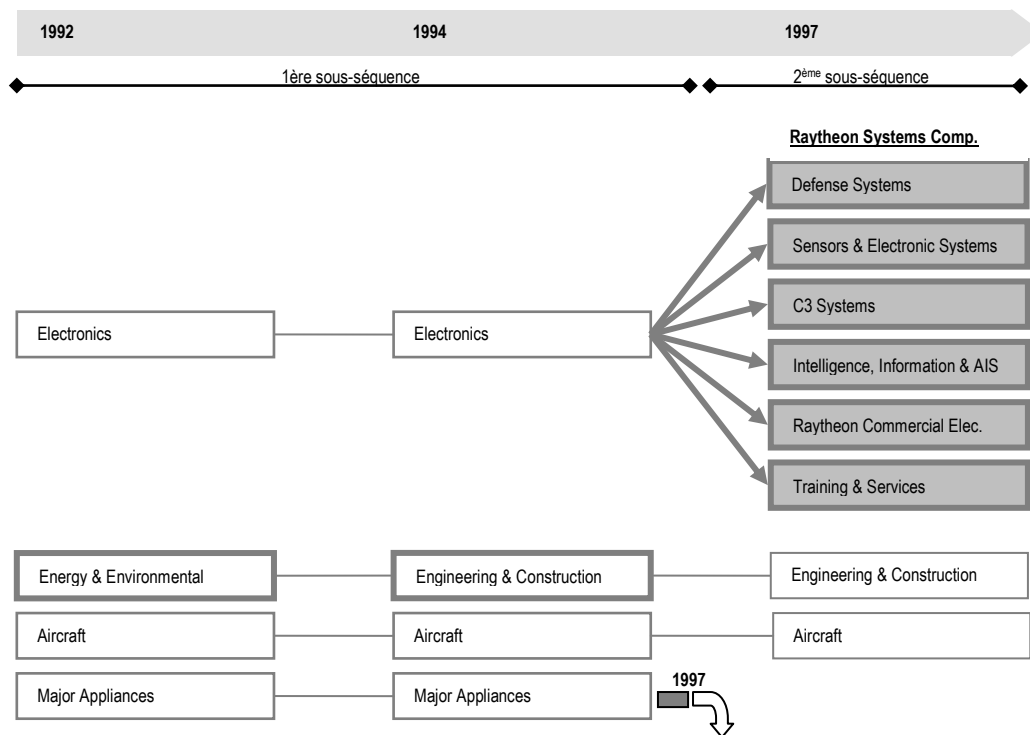 1992 1994 1997
1ère sous-séquence 2ème sous-séquence
Raytheon Systems Comp.
Defense Systems
Sensors & Electronic Systems
C3 Systems
Electronics Electronics
Intelligence, Information & AIS
Raytheon Commercial Elec.
Training & Services
Energy & Environmental Engineering & Construction Engineering & Construction
Aircraft Aircraft Aircraft
Major Appliances Major Appliances
1997